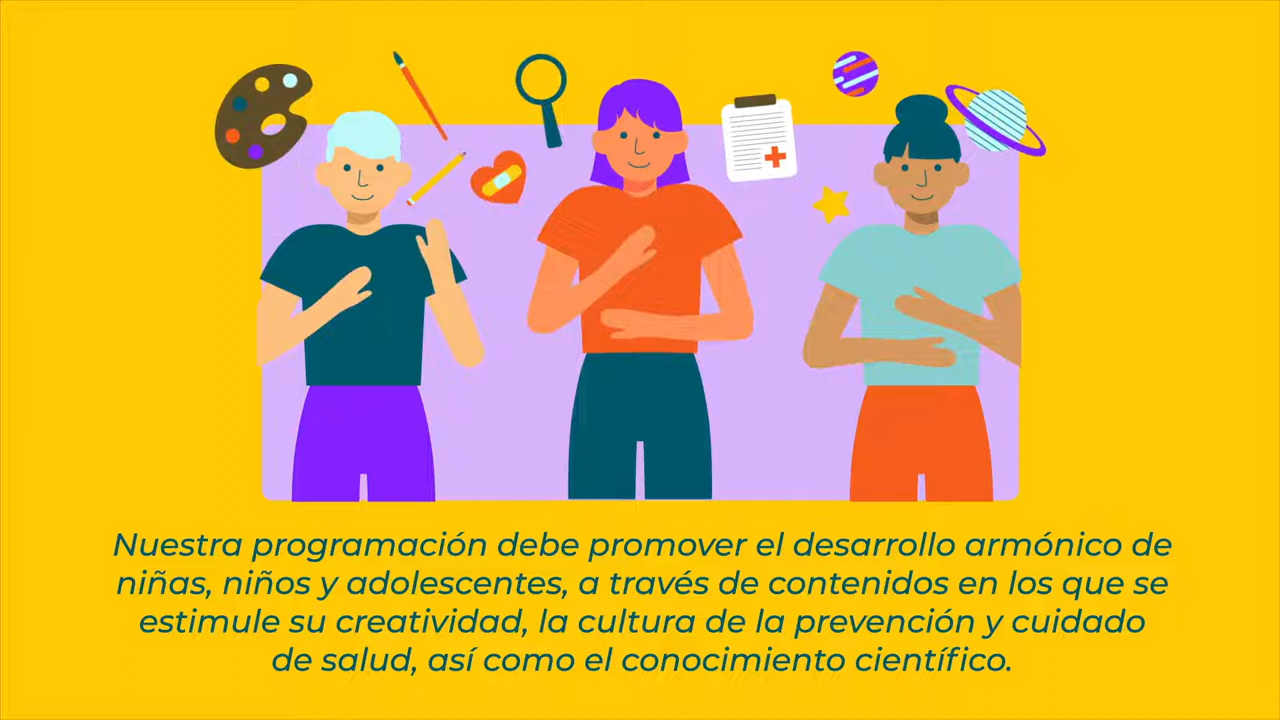 Nuestra programación debe promover el desarrollo armónico de
niñas, niños y adolescentes, a través de contenidos en los que se
estimule su creatividad, la cultura de la prevención y cuidado
de salud, así como el conocimiento científico.